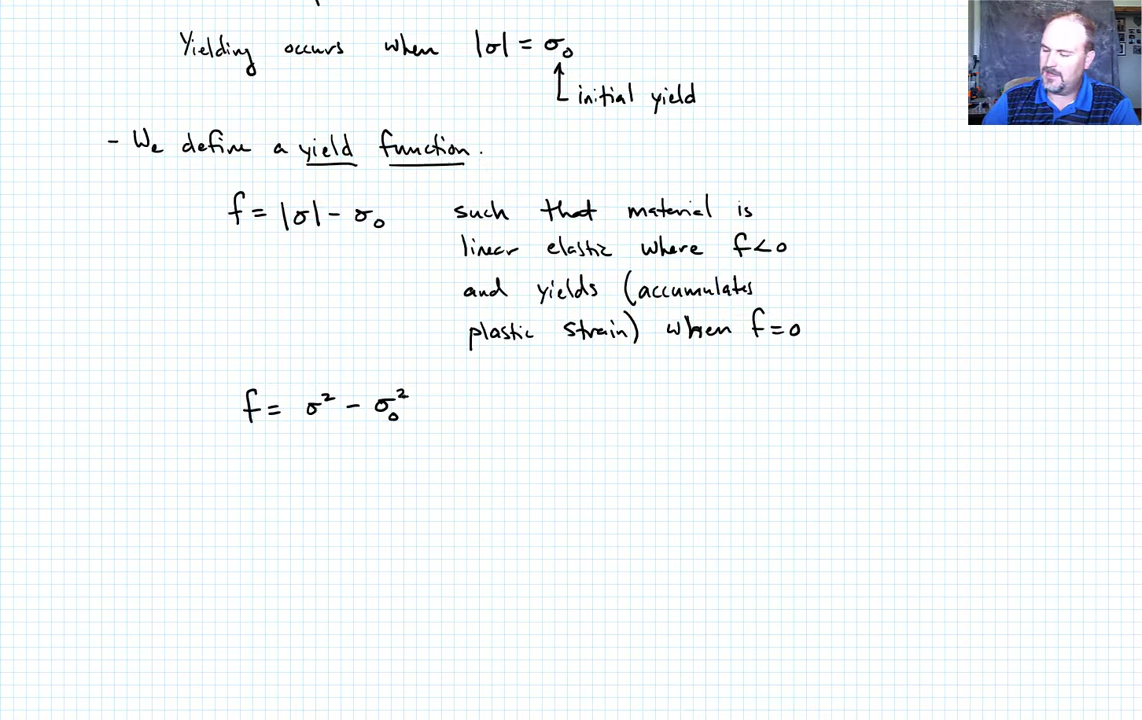 Yielding occurs when |σ| = σ₀
initial yield
- We define a yield function.
f = |σ| - σ₀ such that material is
linear elastic where f < 0
and yields (accumulates
plastic strain) when f = 0
f = σ² - σ₀²